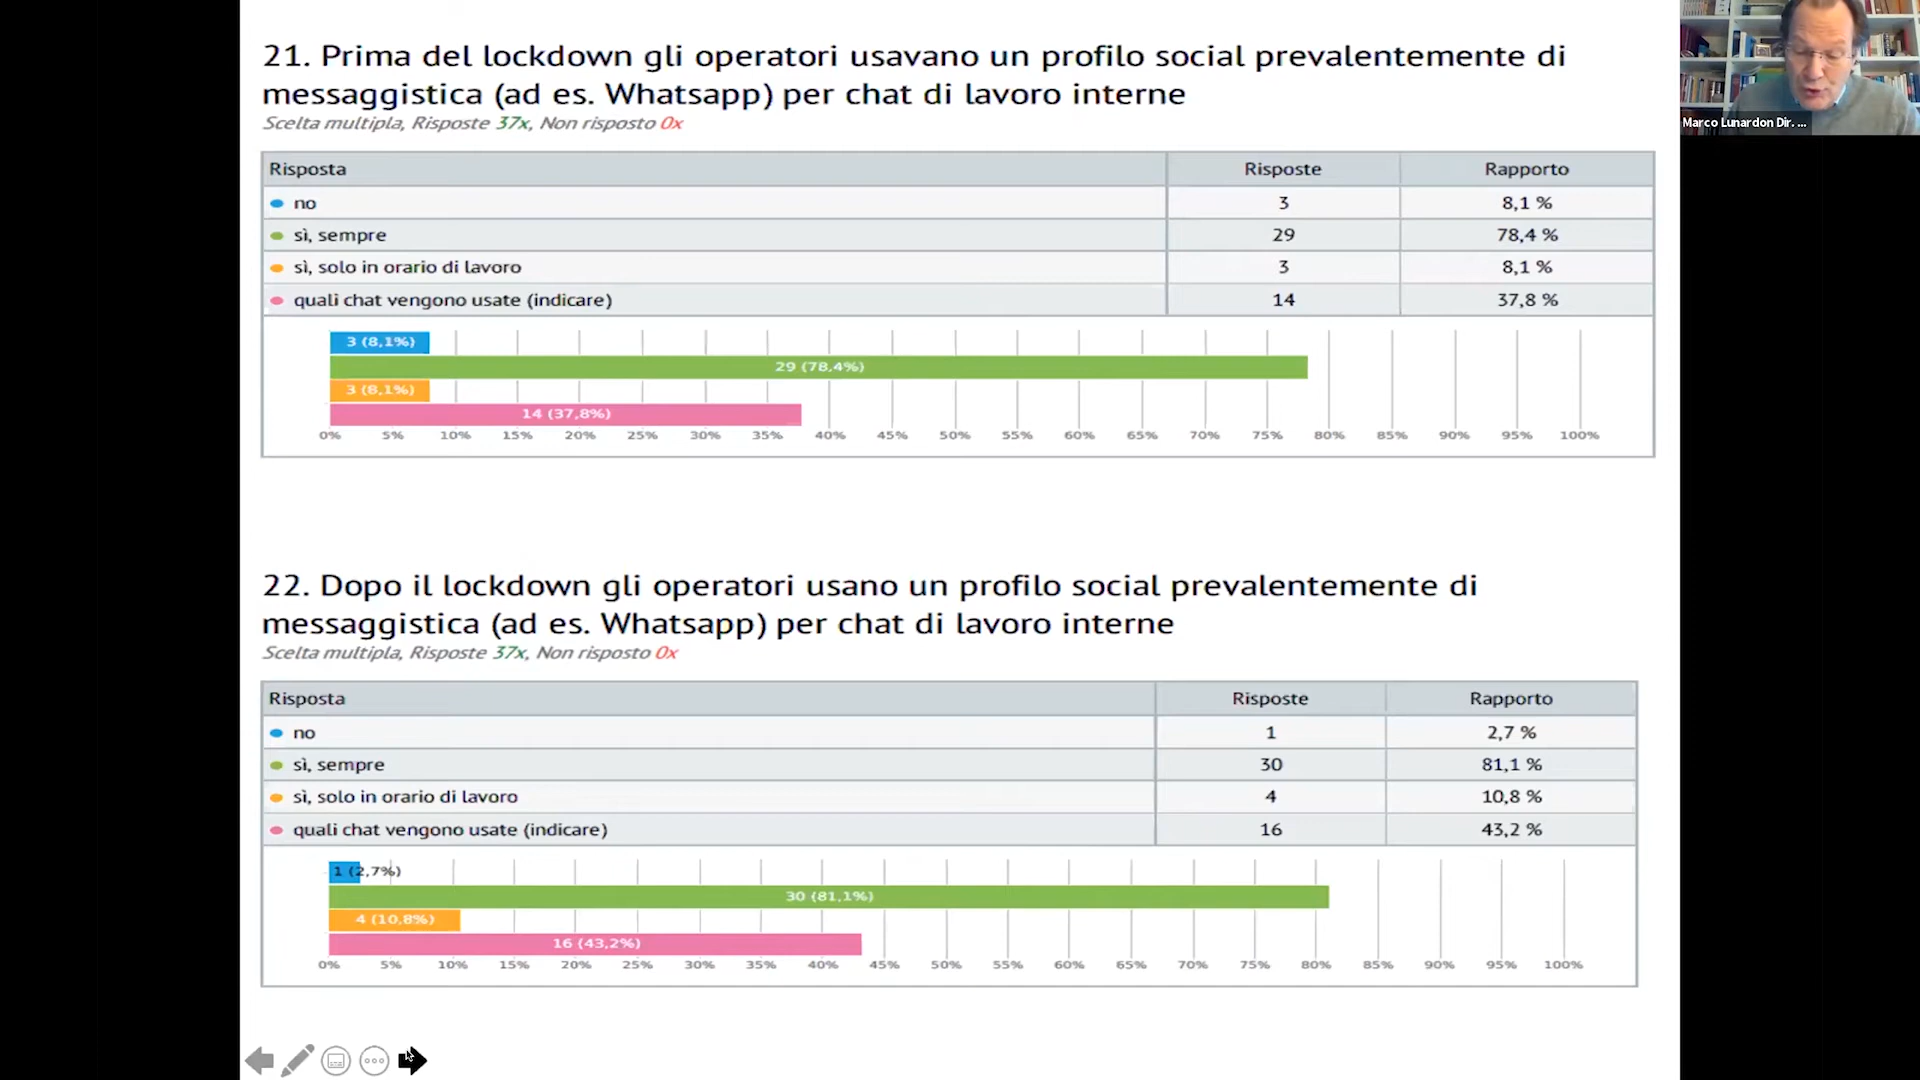 21. Prima del lockdown gli operatori usavano un profilo social prevalentemente di
messaggistica (ad es. Whatsapp) per chat di lavoro interne
Scelta multipla, Risposte 37x, Non risposto 0x
Risposta Risposte Rapporto
no 3 8,1 %
sì, sempre 29 78,4 %
sì, solo in orario di lavoro 3 8,1 %
quali chat vengono usate (indicare) 14 37,8 %
3 (8,1%)
29 (78,4%)
3 (8,1%)
14 (37,8%)
0% 5% 10% 15% 20% 25% 30% 35% 40% 45% 50% 55% 60% 65% 70% 75% 80% 85% 90% 95% 100%
22. Dopo il lockdown gli operatori usano un profilo social prevalentemente di
messaggistica (ad es. Whatsapp) per chat di lavoro interne
Scelta multipla, Risposte 37x, Non risposto 0x
Risposta Risposte Rapporto
no 1 2,7 %
sì, sempre 30 81,1 %
sì, solo in orario di lavoro 4 10,8 %
quali chat vengono usate (indicare) 16 43,2 %
1 (2,7%)
30 (81,1%)
4 (10,8%)
16 (43,2%)
0% 5% 10% 15% 20% 25% 30% 35% 40% 45% 50% 55% 60% 65% 70% 75% 80% 85% 90% 95% 100%
Marco Lunardon Dir. ...